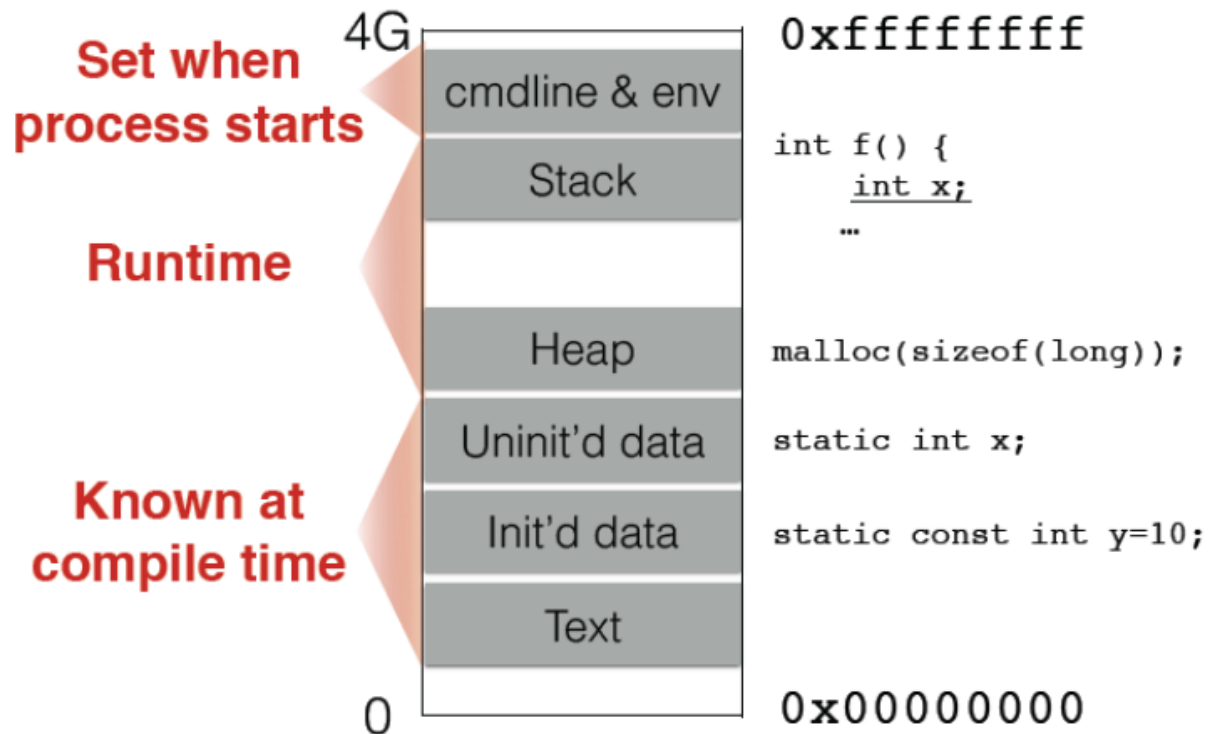 4G
0xffffffff
Set when
process starts
cmdline & env
int f() {
int x;
…
Stack
Runtime
Heap
malloc(sizeof(long));
Uninit’d data
static int x;
Known at
compile time
Init’d data
static const int y=10;
Text
0
0x00000000